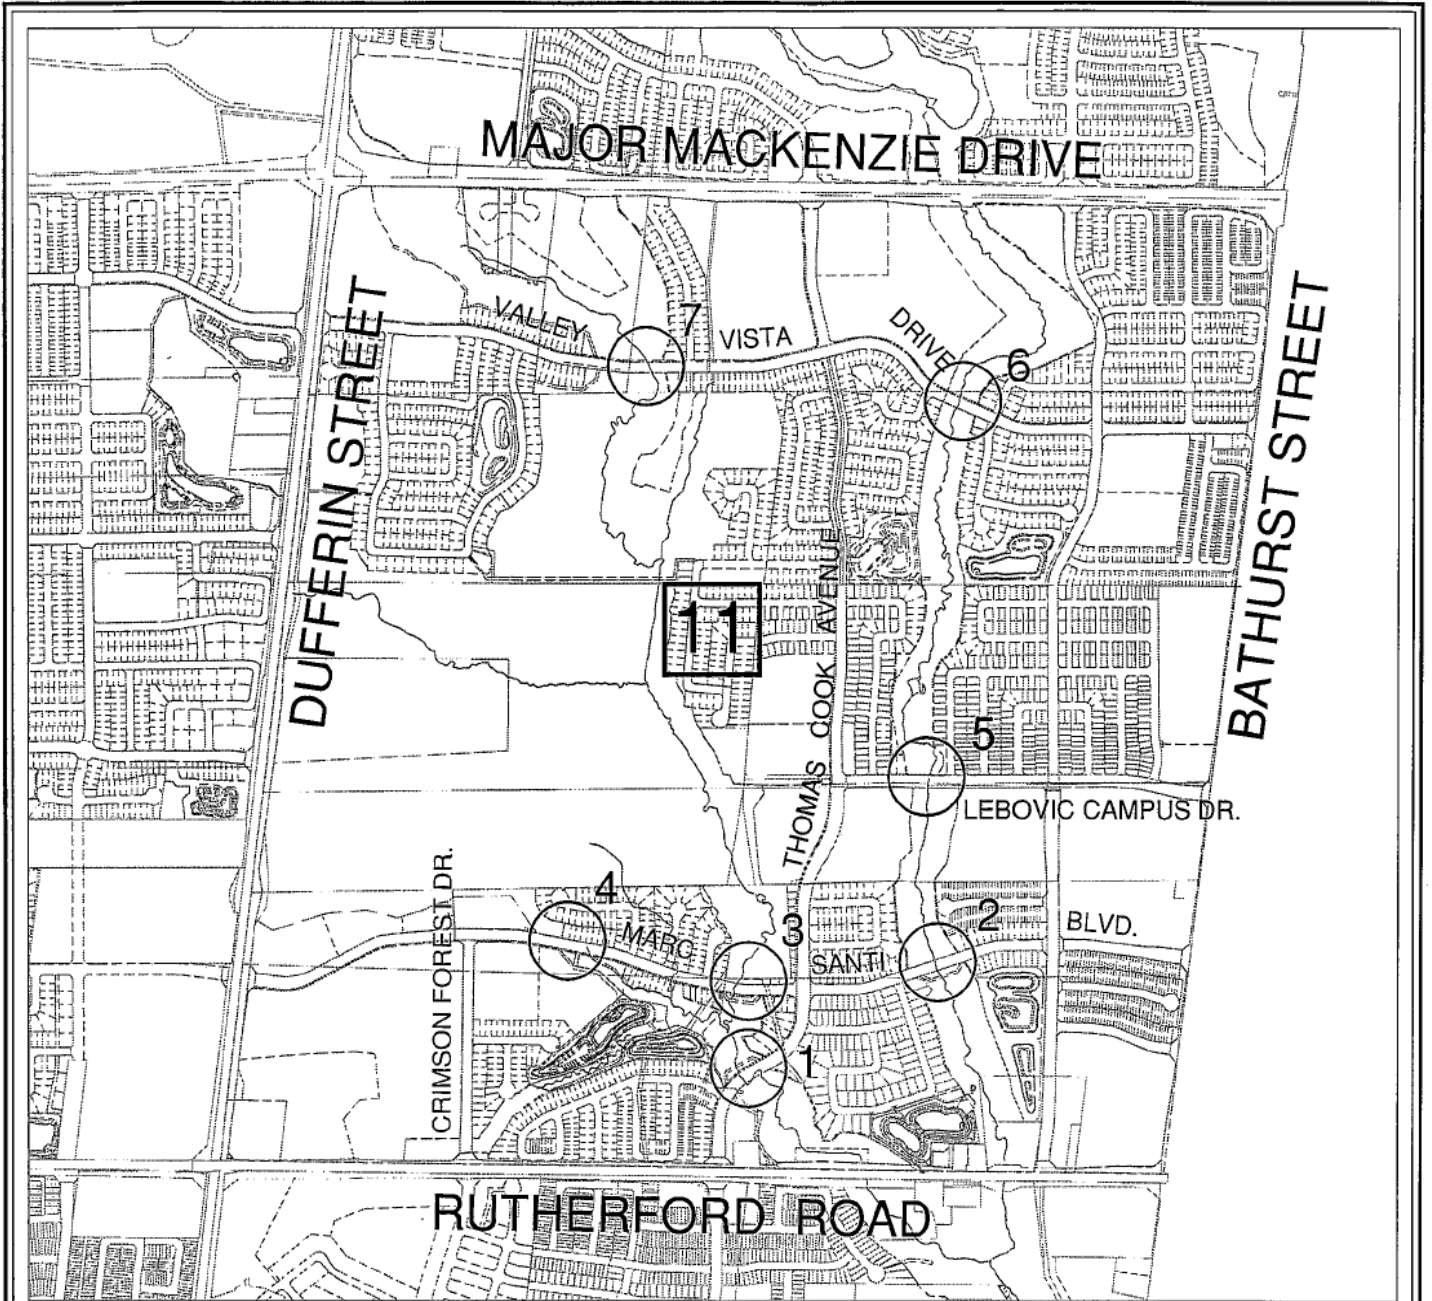 MAJOR MACKENZIE DRIVE
VALLEY
7
VISTA
DRIVE
6
DUFFERIN STREET
BATHURST STREET
11
THOMAS COOK AVENUE
5
LEBOVIC CAMPUS DR.
CRIMSON FOREST DR.
4
MARC
3
SANTI
2
BLVD.
1
RUTHERFORD ROAD